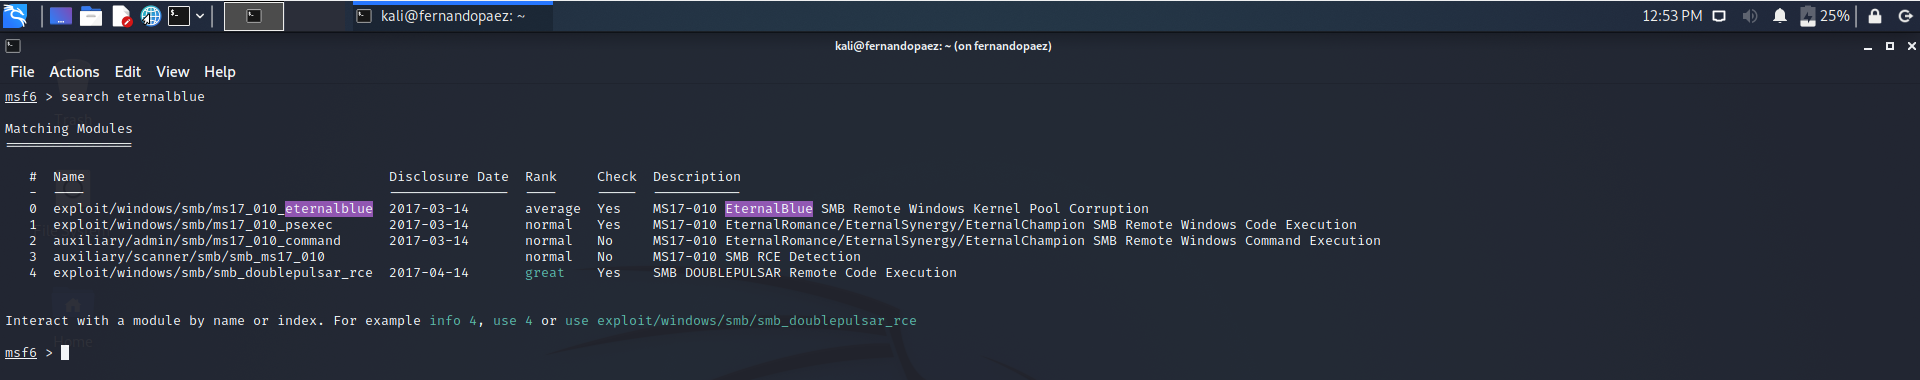 kali@fernandopaez: ~
12:53 PM
25%
kali@fernandopaez: ~ (on fernandopaez)
File Actions Edit View Help
msf6 > search eternalblue
Matching Modules
================
# Name Disclosure Date Rank Check Description
- ---- --------------- ---- ----- -----------
0 exploit/windows/smb/ms17_010_eternalblue 2017-03-14 average Yes MS17-010 EternalBlue SMB Remote Windows Kernel Pool Corruption
1 exploit/windows/smb/ms17_010_psexec 2017-03-14 normal Yes MS17-010 EternalRomance/EternalSynergy/EternalChampion SMB Remote Windows Code Execution
2 auxiliary/admin/smb/ms17_010_command 2017-03-14 normal No MS17-010 EternalRomance/EternalSynergy/EternalChampion SMB Remote Windows Command Execution
3 auxiliary/scanner/smb/smb_ms17_010 normal No MS17-010 SMB RCE Detection
4 exploit/windows/smb/smb_doublepulsar_rce 2017-04-14 great Yes SMB DOUBLEPULSAR Remote Code Execution
Interact with a module by name or index. For example info 4, use 4 or use exploit/windows/smb/smb_doublepulsar_rce
Home
msf6 >